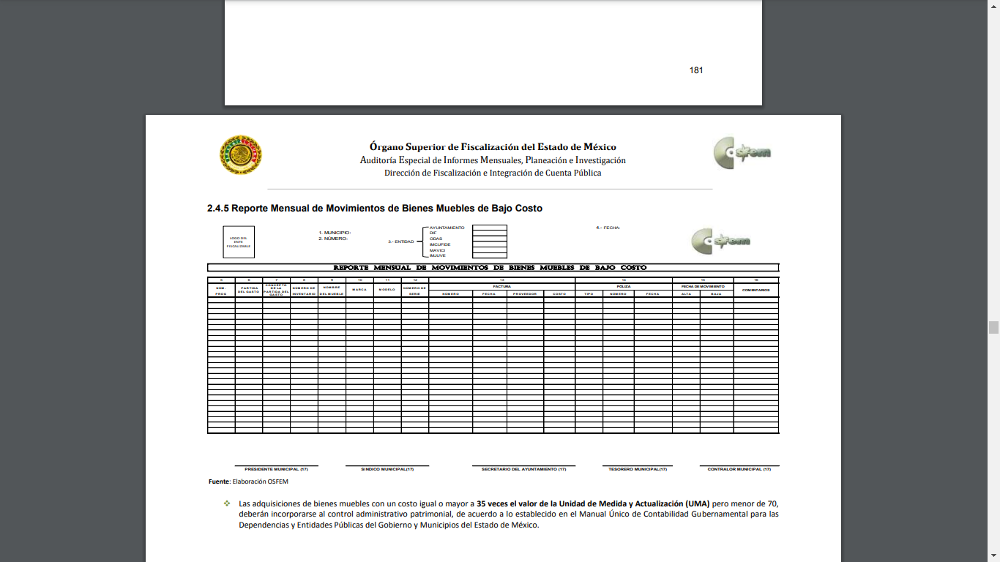 181
Órgano Superior de Fiscalización del Estado de México
Auditoría Especial de Informes Mensuales, Planeación e Investigación
Dirección de Fiscalización e Integración de Cuenta Pública
osfem
2.4.5 Reporte Mensual de Movimientos de Bienes Muebles de Bajo Costo
LOGO DEL
ENTE
FISCALIZABLE
1. MUNICIPIO:
2. NÚMERO:
3.- ENTIDAD
AYUNTAMIENTO
DIF
ODAS
IMCUFIDE
MAVICI
IMJUVE
4.- FECHA:
osfem
REPORTE MENSUAL DE MOVIMIENTOS DE BIENES MUEBLES DE BAJO COSTO
5 6 7 8 9 10 11 12 13 14 15 16
NÚM. PROG
PARTIDA DEL GASTO
CONCEPTO DE LA PARTIDA DEL GASTO
NÚMERO DE INVENTARIO
NOMBRE DEL MUEBLE
MARCA
MODELO
NÚMERO DE SERIE
FACTURA
NÚMERO FECHA PROVEEDOR COSTO
PÓLIZA
TIPO NÚMERO FECHA
FECHA DE MOVIMIENTO
ALTA BAJA
COMENTARIOS
PRESIDENTE MUNICIPAL (17) SINDICO MUNICIPAL(17) SECRETARIO DEL AYUNTAMIENTO (17) TESORERO MUNICIPAL(17) CONTRALOR MUNICIPAL (17)
Fuente: Elaboración OSFEM
Las adquisiciones de bienes muebles con un costo igual o mayor a 35 veces el valor de la Unidad de Medida y Actualización (UMA) pero menor de 70,
deberán incorporarse al control administrativo patrimonial, de acuerdo a lo establecido en el Manual Único de Contabilidad Gubernamental para las
Dependencias y Entidades Públicas del Gobierno y Municipios del Estado de México.